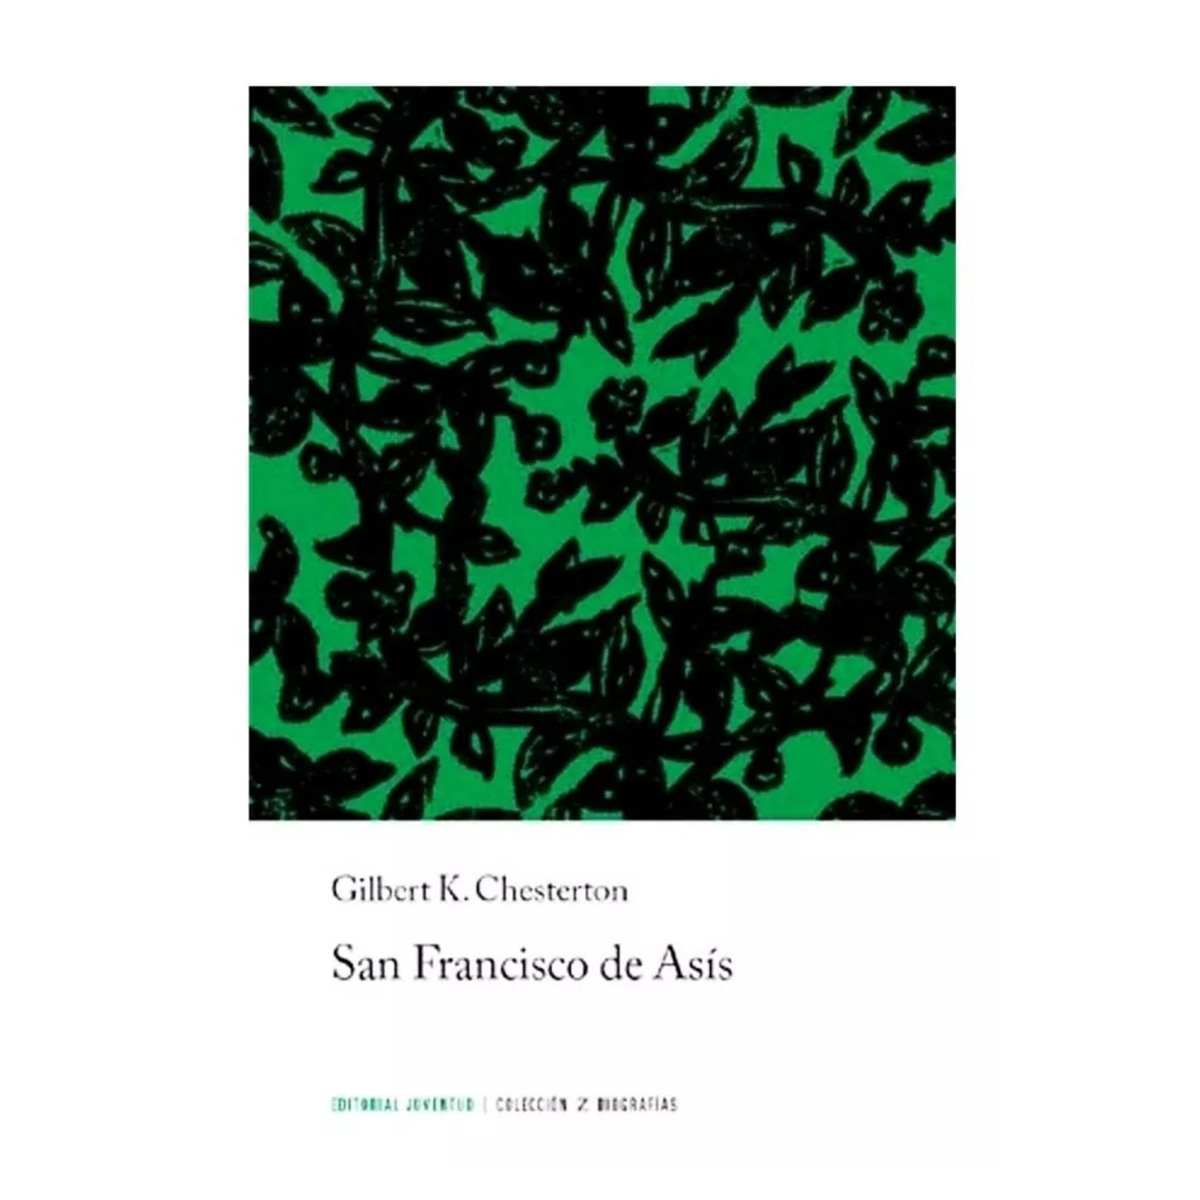 Gilbert K. Chesterton
San Francisco de Asís
EDITORIAL JUVENTUD | COLECCIÓN Z BIOGRAFÍAS